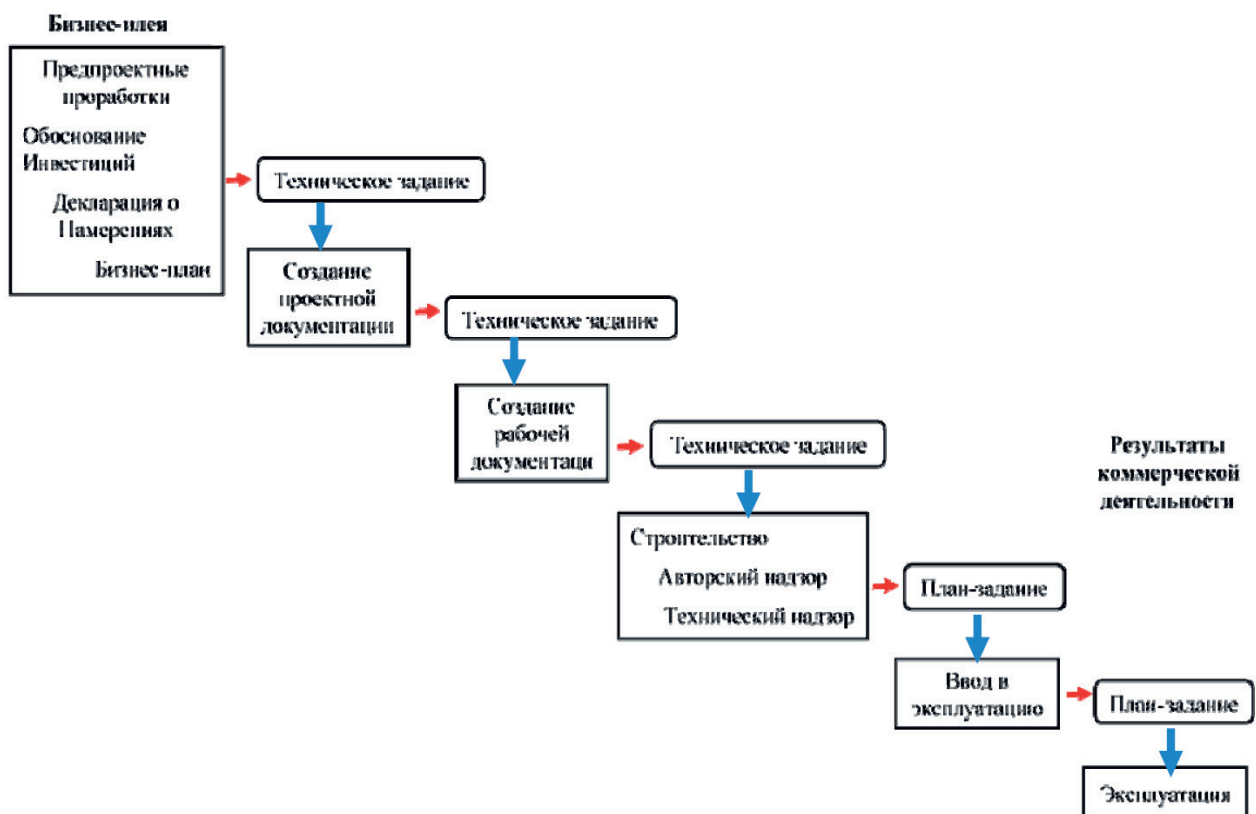 Бизнес-идея
Предпроектные
проработки
Обоснование
Инвестиций
Декларация о
Намерениях
Бизнес-план
Техническое задание
Создание
проектной
документации
Техническое задание
Создание
рабочей
документаци
Техническое задание
Строительство
Авторский надзор
Технический надзор
План-задание
Ввод в
эксплуатацию
План-задание
Эксплуатация
Результаты
коммерческой
деятельности